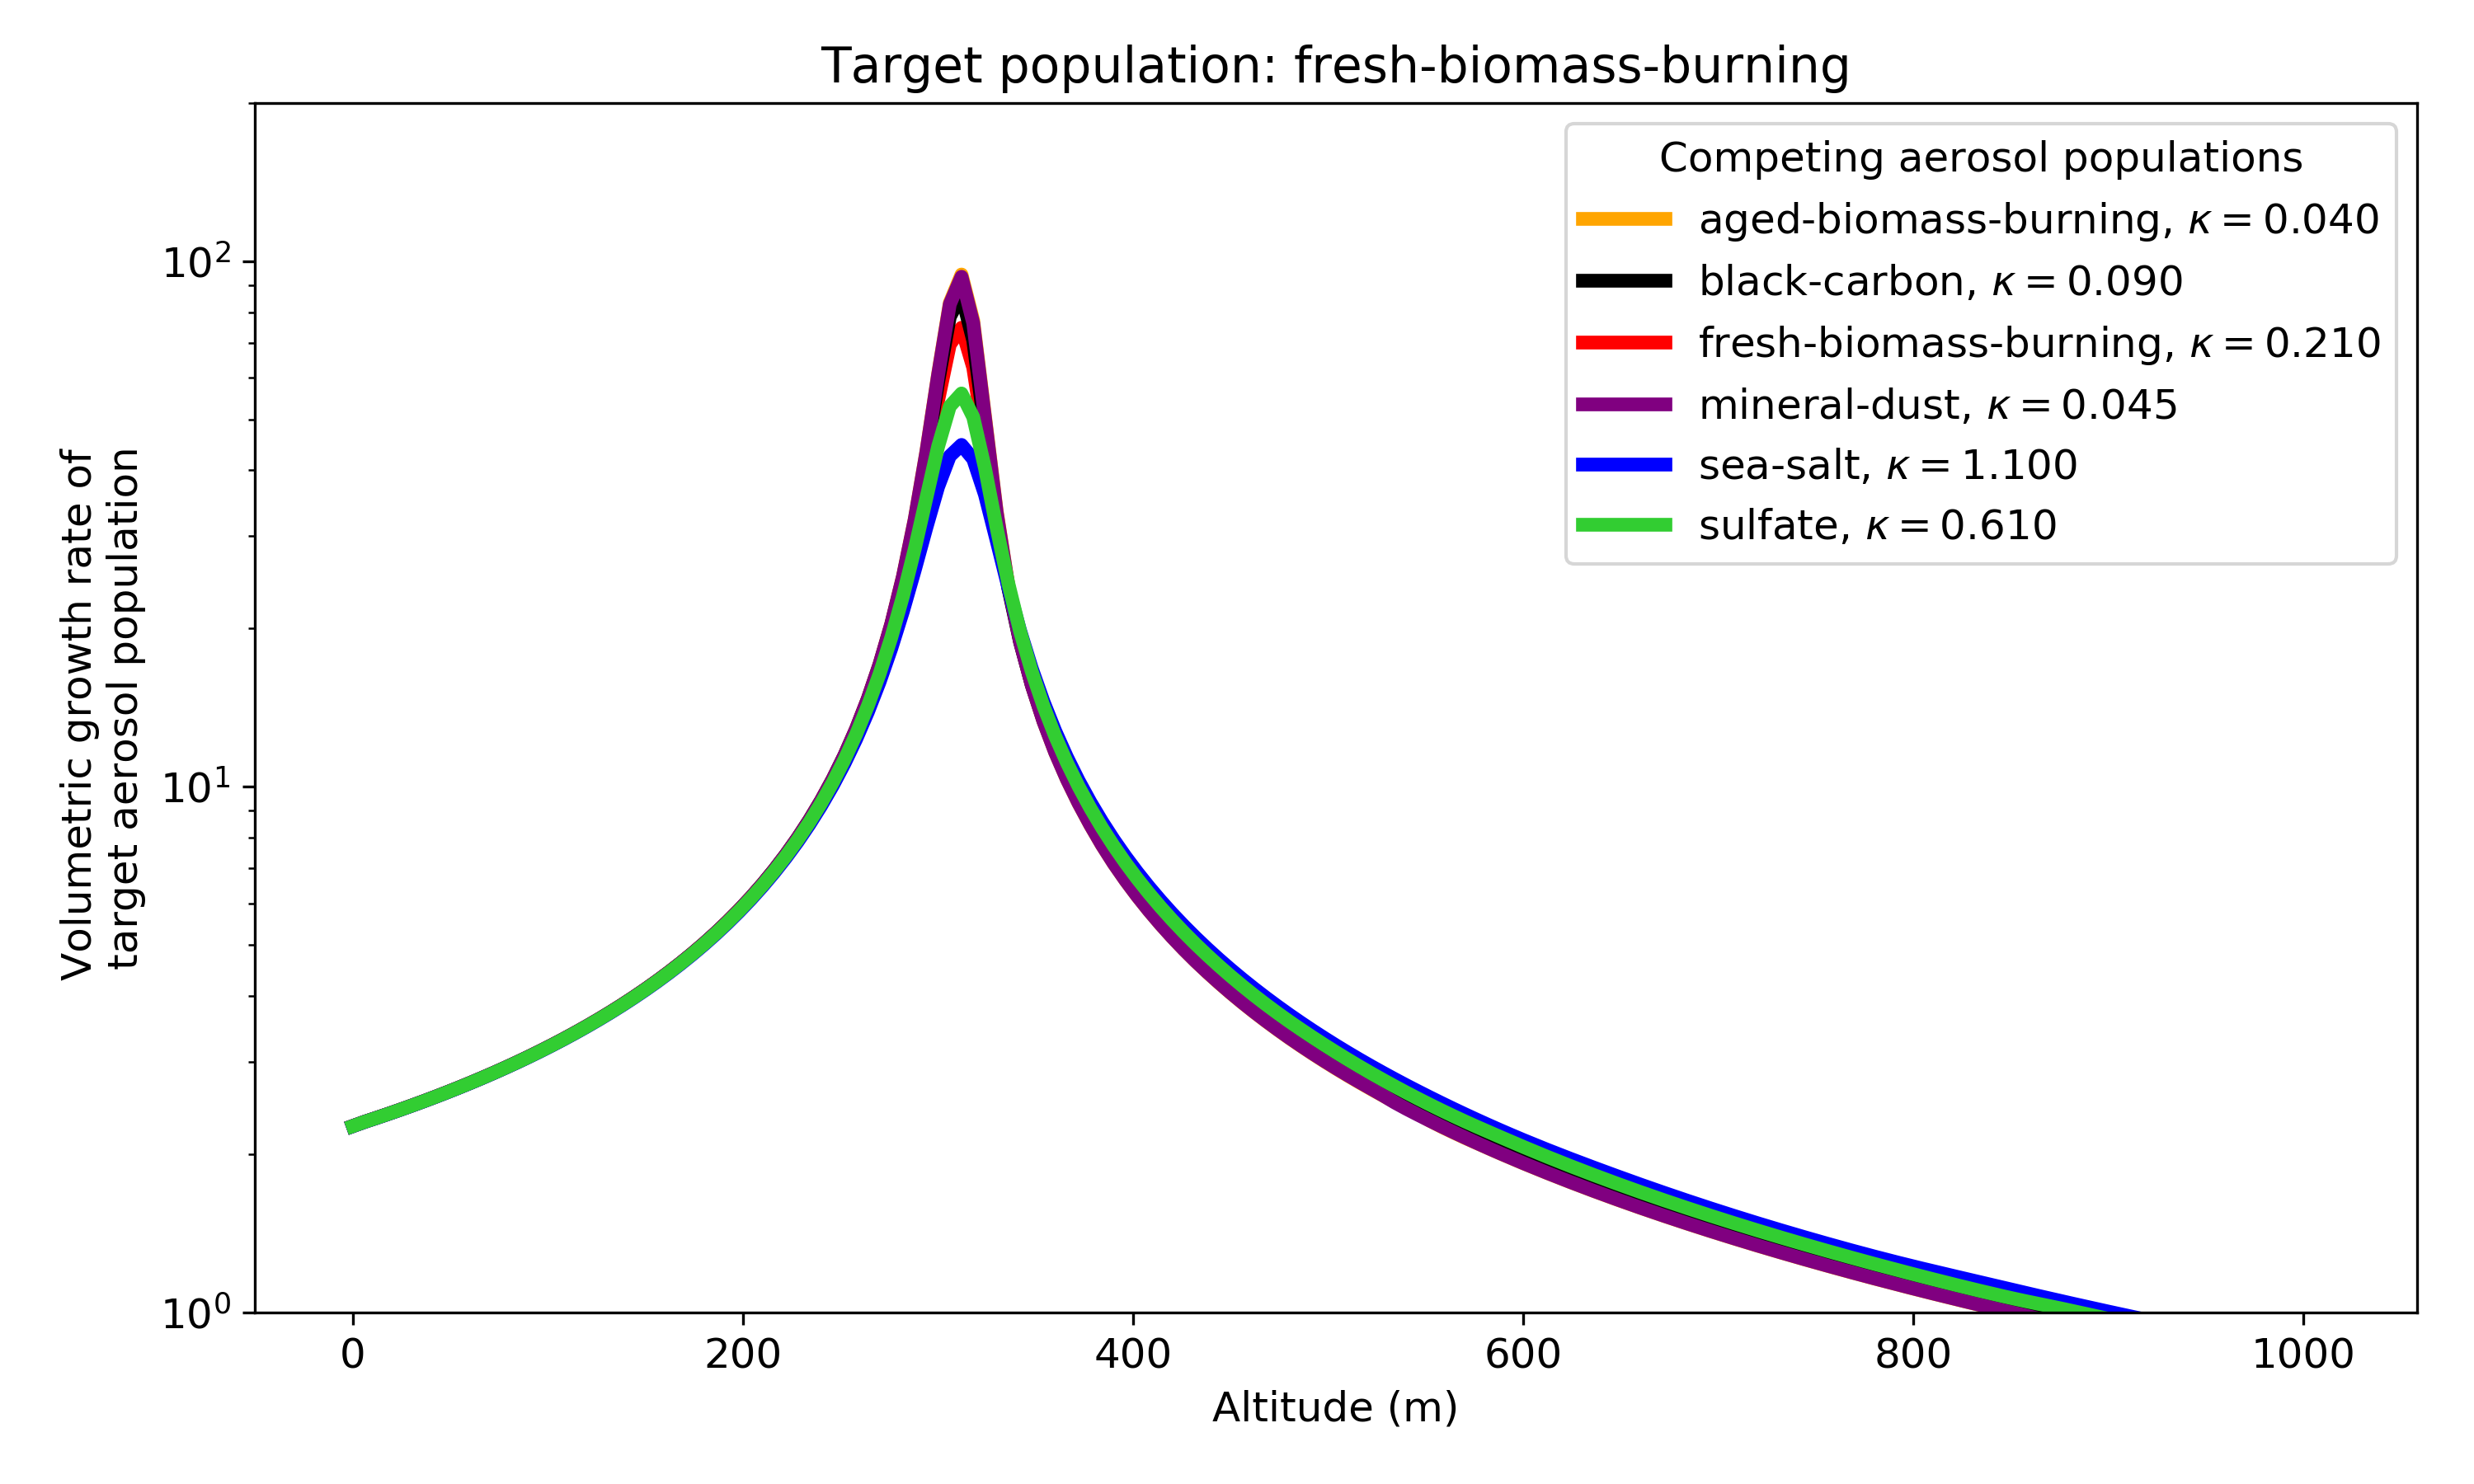 Target population: fresh-biomass-burning
Competing aerosol populations
aged-biomass-burning, κ = 0.040
black-carbon, κ = 0.090
fresh-biomass-burning, κ = 0.210
mineral-dust, κ = 0.045
sea-salt, κ = 1.100
sulfate, κ = 0.610
Volumetric growth rate of
target aerosol population
10²
10¹
10⁰
0 200 400 600 800 1000
Altitude (m)